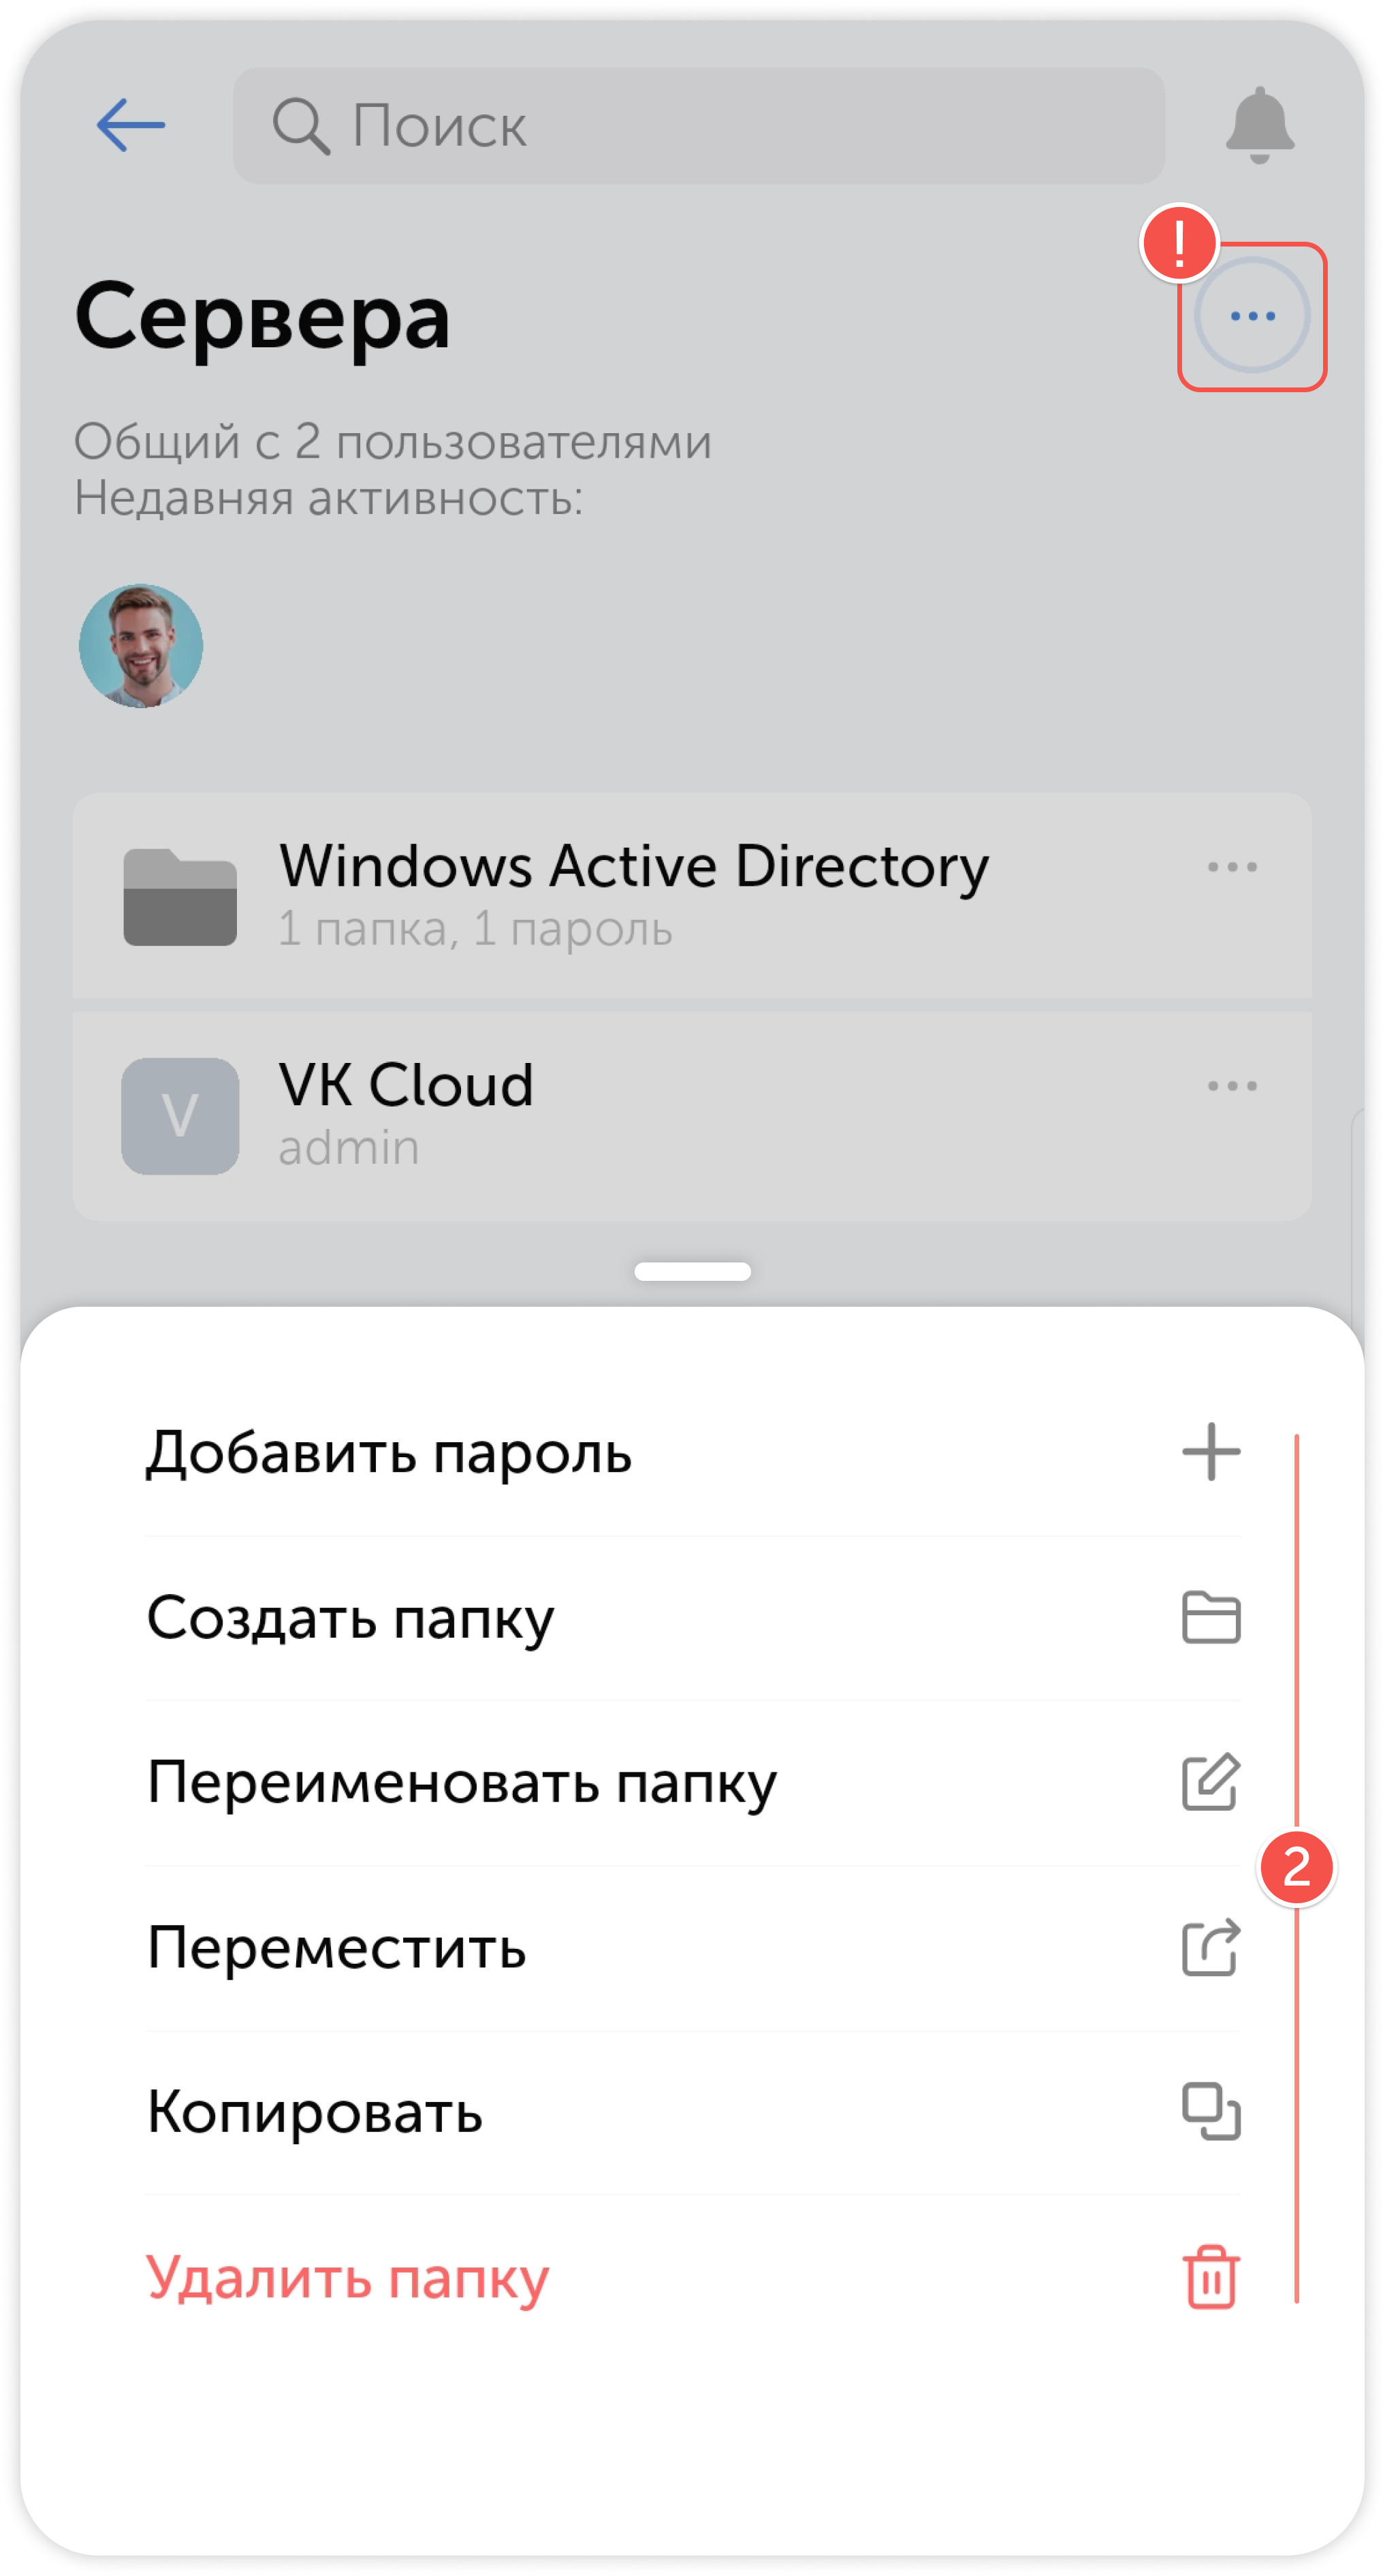 Поиск
!
Сервера
Общий с 2 пользователями
Недавняя активность:
Windows Active Directory
1 папка, 1 пароль
V
VK Cloud
admin
Добавить пароль
Создать папку
Переименовать папку
2
Переместить
Копировать
Удалить папку